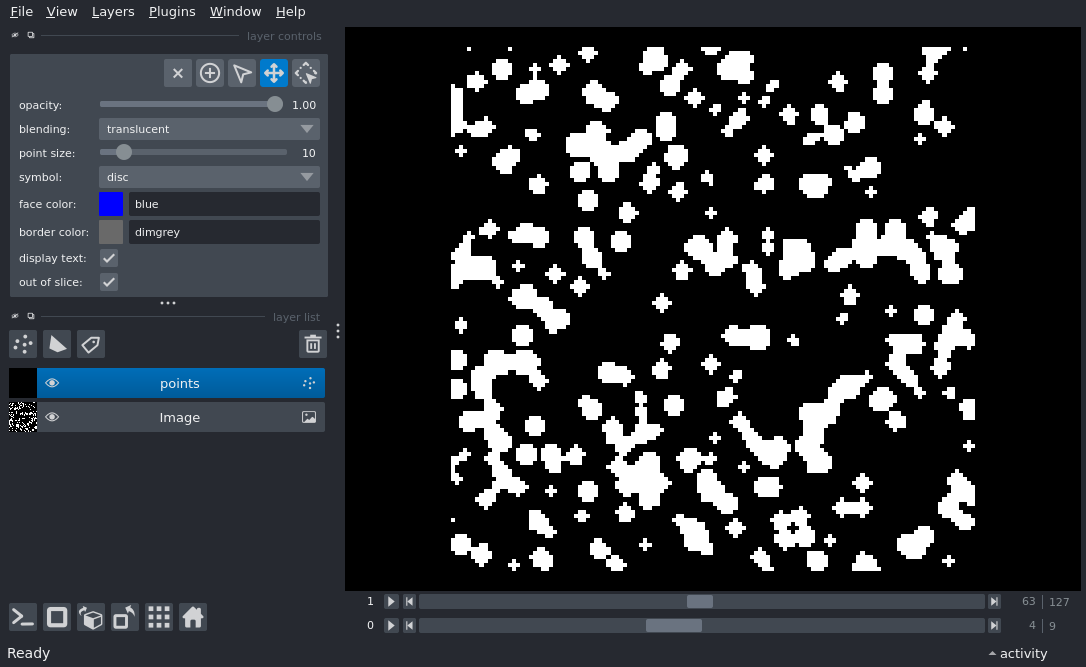 File View Layers Plugins Window Help
layer controls
opacity: 1.00
blending: translucent
point size: 10
symbol: disc
face color: blue
border color: dimgrey
display text:
out of slice:
layer list
points
Image
1 63 127
0 4 9
Ready activity